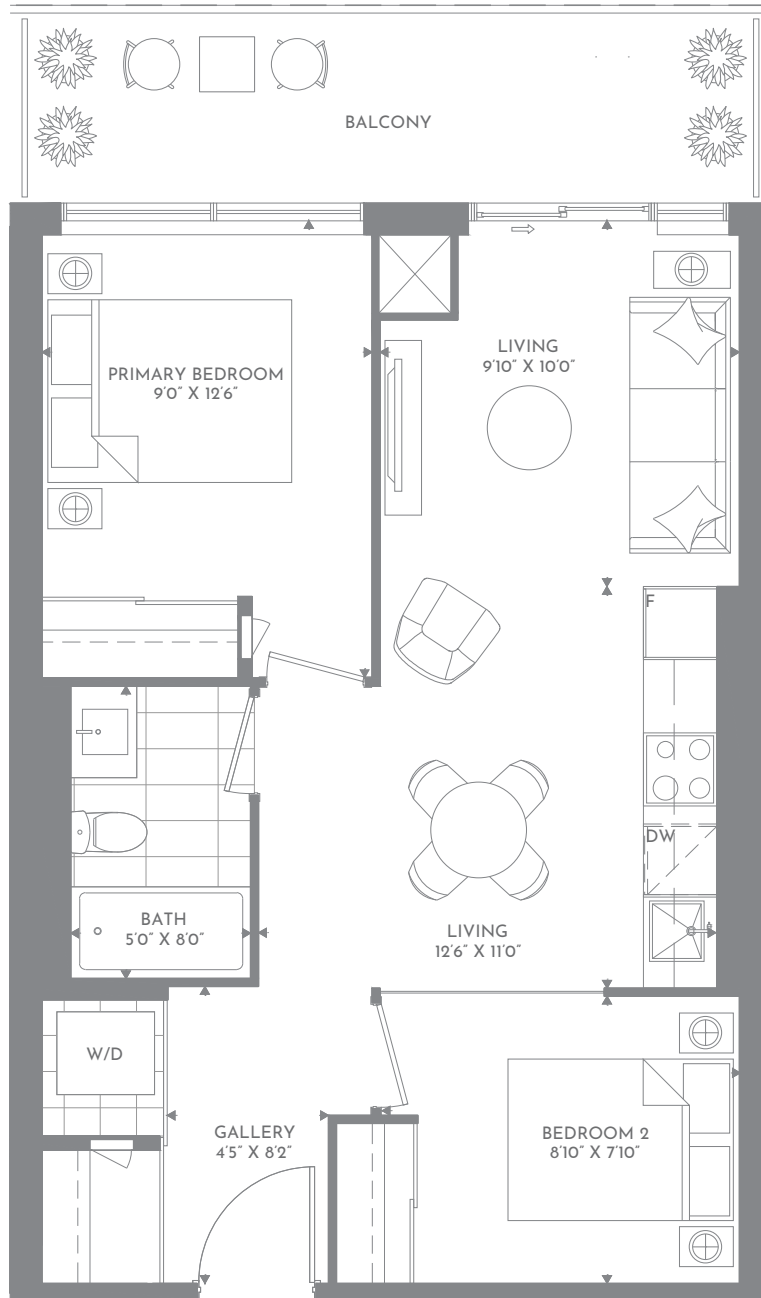 BALCONY
PRIMARY BEDROOM
9'0" X 12'6"
LIVING
9'10" X 10'0"
F
DW
BATH
5'0" X 8'0"
LIVING
12'6" X 11'0"
W/D
GALLERY
4'5" X 8'2"
BEDROOM 2
8'10" X 7'10"